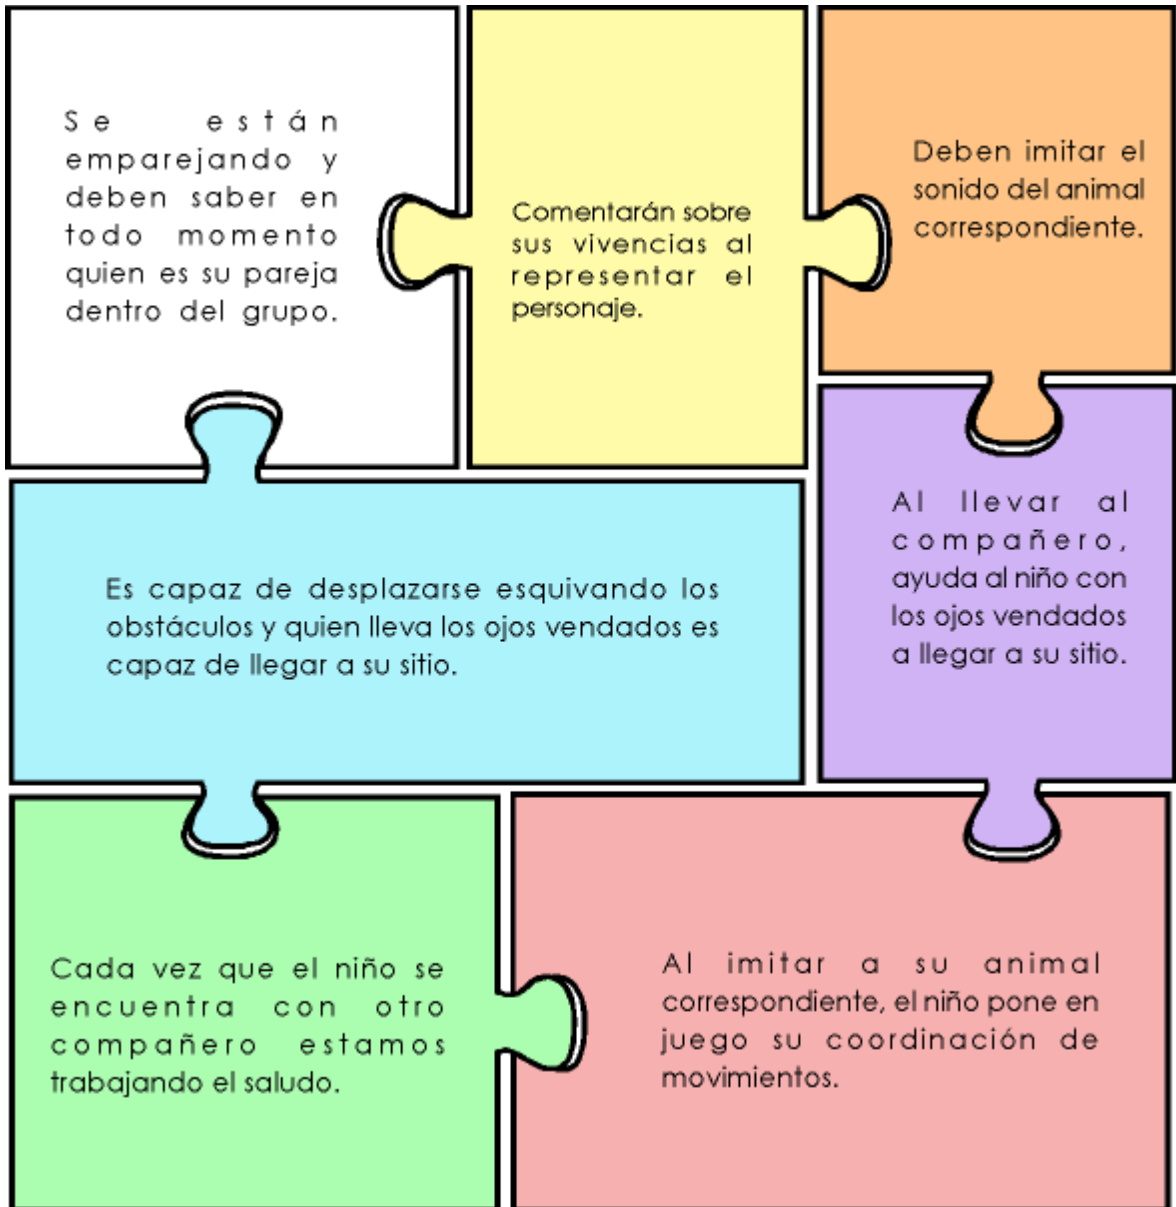 Se están
emparejando y
deben saber en
todo momento
quien es su pareja
dentro del grupo.
Comentarán sobre
sus vivencias al
representar el
personaje.
Deben imitar el
sonido del animal
correspondiente.
Es capaz de desplazarse esquivando los
obstáculos y quien lleva los ojos vendados es
capaz de llegar a su sitio.
Al llevar al
compañero,
ayuda al niño con
los ojos vendados
a llegar a su sitio.
Cada vez que el niño se
encuentra con otro
compañero estamos
trabajando el saludo.
Al imitar a su animal
correspondiente, el niño pone en
juego su coordinación de
movimientos.